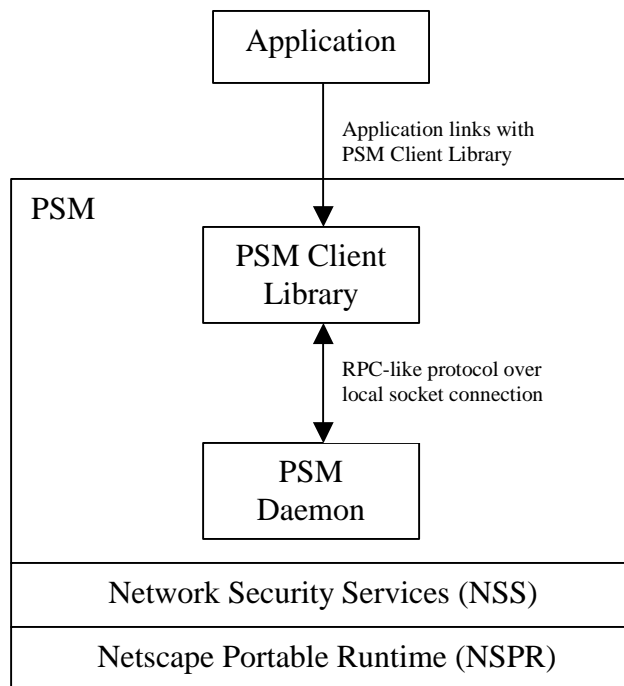 Application
Application links with
PSM Client Library
PSM
PSM Client
Library
RPC-like protocol over
local socket connection
PSM
Daemon
Network Security Services (NSS)
Netscape Portable Runtime (NSPR)